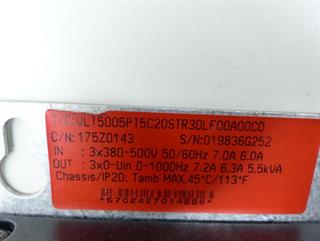 T/C:VLT5005PT5C20STR3DLF00A00C0
C/N: 175Z0143 S/N:019836G252
IN : 3x380-500V 50/60Hz 7.0A 6.0A
OUT : 3x0-Uin 0-1000Hz 7.2A 6.3A 5.5kVA
Chassis/IP20: Tamb MAX.45°C/113°F
*6702427014886*